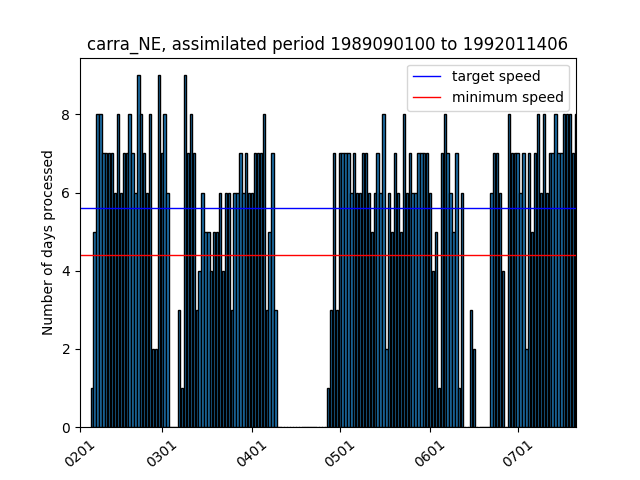 carra_NE, assimilated period 1989090100 to 1992011406
target speed
minimum speed
Number of days processed
8
6
4
2
0
0201
0301
0401
0501
0601
0701